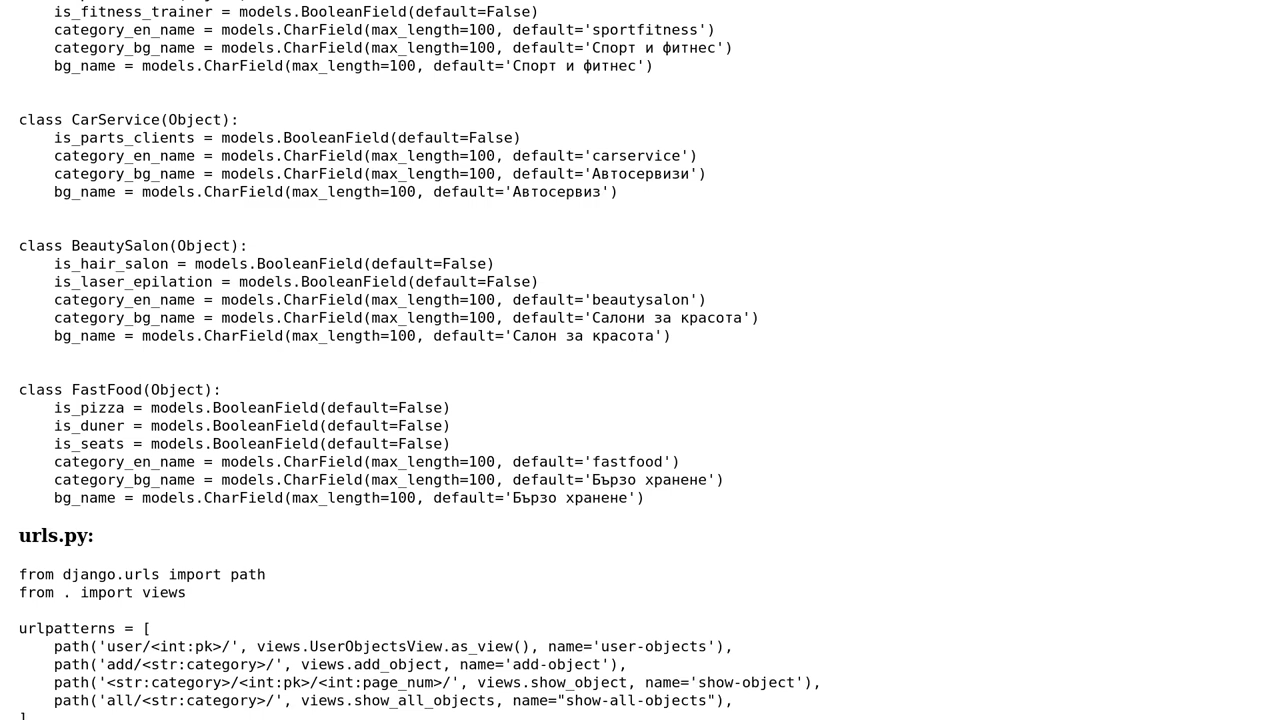 is_fitness_trainer = models.BooleanField(default=False)
category_en_name = models.CharField(max_length=100, default='sportfitness')
category_bg_name = models.CharField(max_length=100, default='Спорт и фитнес')
bg_name = models.CharField(max_length=100, default='Спорт и фитнес')
class CarService(Object):
is_parts_clients = models.BooleanField(default=False)
category_en_name = models.CharField(max_length=100, default='carservice')
category_bg_name = models.CharField(max_length=100, default='Автосервизи')
bg_name = models.CharField(max_length=100, default='Автосервиз')
class BeautySalon(Object):
is_hair_salon = models.BooleanField(default=False)
is_laser_epilation = models.BooleanField(default=False)
category_en_name = models.CharField(max_length=100, default='beautysalon')
category_bg_name = models.CharField(max_length=100, default='Салони за красота')
bg_name = models.CharField(max_length=100, default='Салон за красота')
class FastFood(Object):
is_pizza = models.BooleanField(default=False)
is_duner = models.BooleanField(default=False)
is_seats = models.BooleanField(default=False)
category_en_name = models.CharField(max_length=100, default='fastfood')
category_bg_name = models.CharField(max_length=100, default='Бързо хранене')
bg_name = models.CharField(max_length=100, default='Бързо хранене')
urls.py:
from django.urls import path
from . import views
urlpatterns = [
path('user/<int:pk>/', views.UserObjectsView.as_view(), name='user-objects'),
path('add/<str:category>/', views.add_object, name='add-object'),
path('<str:category>/<int:pk>/<int:page_num>/', views.show_object, name='show-object'),
path('all/<str:category>/', views.show_all_objects, name="show-all-objects"),
]